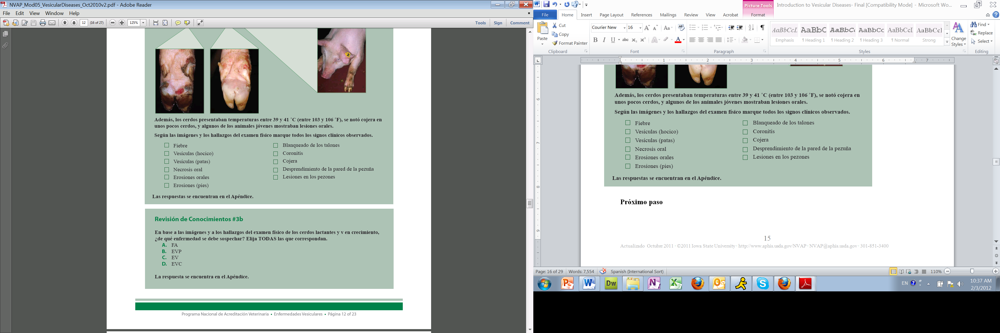 NVAP_Mod05_VesicularDiseases_Oct2010v2.pdf - Adobe Reader
File Edit View Window Help
12 (16 of 27) 125% Tools Sign Comment
Además, los cerdos presentaban temperaturas entre 39 y 41 ˚C (entre 103 y 106 ˚F), se notó cojera en
unos pocos cerdos, y algunos de los animales jóvenes mostraban lesiones orales.
Según las imágenes y los hallazgos del examen físico marque todos los signos clínicos observados.
Fiebre
Vesículas (hocico)
Vesículas (patas)
Necrosis oral
Erosiones orales
Erosiones (pies)
Blanqueado de los talones
Coronitis
Cojera
Desprendimiento de la pared de la pezuña
Lesiones en los pezones
Las respuestas se encuentran en el Apéndice.
Revisión de Conocimientos #3b
En base a las imágenes y a los hallazgos del examen físico de los cerdos lactantes y v en crecimiento,
¿de qué enfermedad se debe sospechar? Elija TODAS las que correspondan.
A. FA
B. EVP
C. EV
D. EVC
La respuesta se encuentra en el Apéndice.
Programa Nacional de Acreditación Veterinaria • Enfermedades Vesiculares • Página 12 of 23
Picture Tools
Introduction to Vesicular Diseases- Final [Compatibility Mode] - Microsoft Wo...
File Home Insert Page Layout References Mailings Review View Acrobat Format
Paste
Cut
Copy
Format Painter
Clipboard
Courier New 16
B I U abc x₂ x² A A
Font
Paragraph
AaBbCcL AaBbC AaBbCc AaBbCc AaBbCcI AaBbCcI
Emphasis ¶ Heading 1 ¶ Heading 2 ¶ Heading 3 ¶ Normal Strong
Change
Styles
Styles
Find
Replace
Select
Editing
1 2 3 4 5 6 7
6
7
8
9
Además, los cerdos presentaban temperaturas entre 39 y 41 ˚C (entre 103 y 106 ˚F), se notó cojera en
unos pocos cerdos, y algunos de los animales jóvenes mostraban lesiones orales.
Según las imágenes y los hallazgos del examen físico marque todos los signos clínicos observados.
Fiebre
Vesículas (hocico)
Vesículas (patas)
Necrosis oral
Erosiones orales
Erosiones (pies)
Blanqueado de los talones
Coronitis
Cojera
Desprendimiento de la pared de la pezuña
Lesiones en los pezones
Las respuestas se encuentran en el Apéndice.
Próximo paso
15
Actualizado Octubre 2011 · ©2011 Iowa State University · http://www.aphis.usda.gov/NVAP · NVAP@aphis.usda.gov · 301-851-3400
Page: 16 of 29 Words: 7,554 Spanish (International Sort) 110%
EN
10:37 AM
2/3/2012